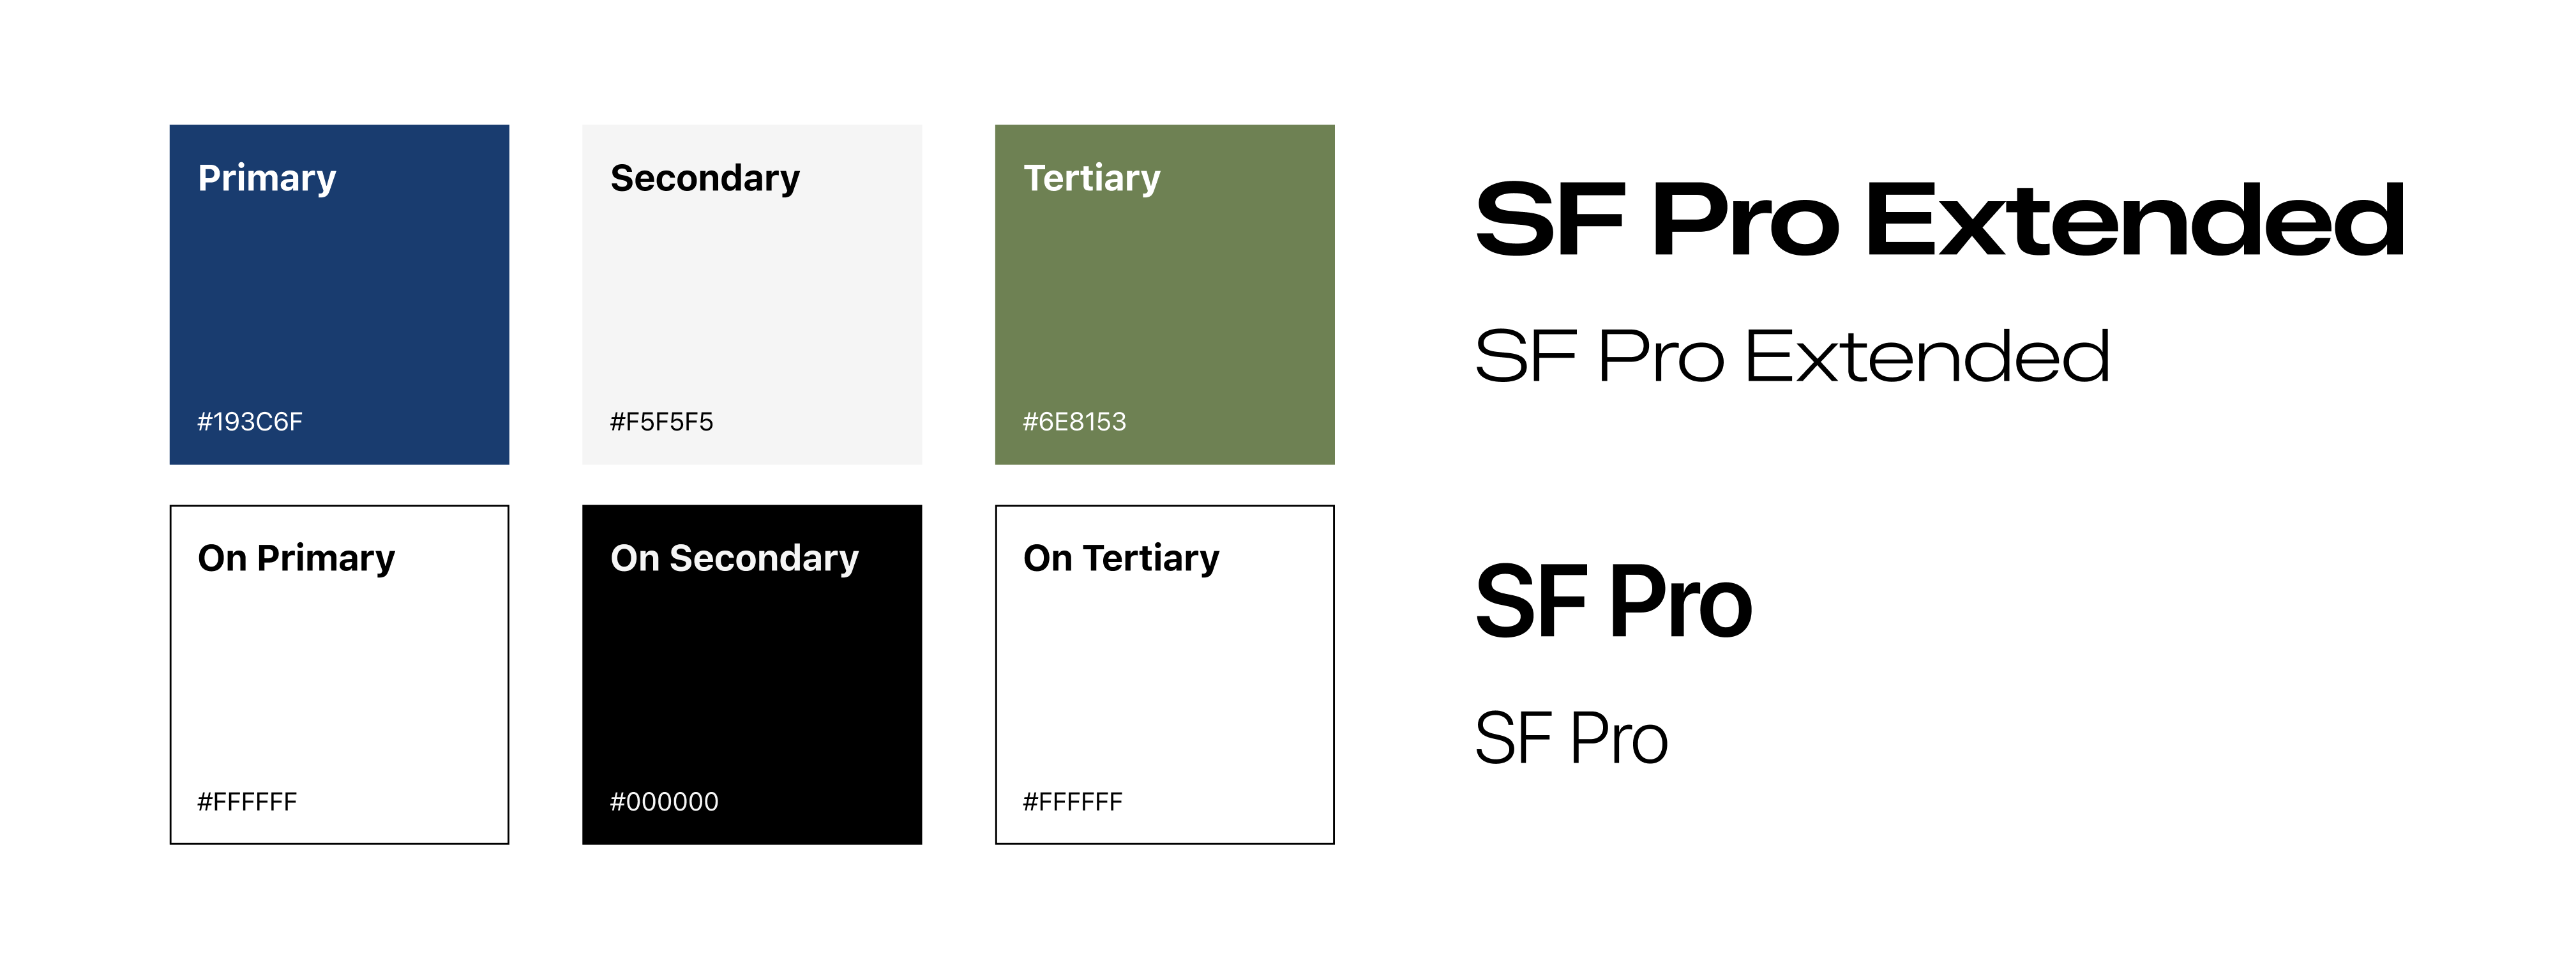 Primary
#193C6F
Secondary
#F5F5F5
Tertiary
#6E8153
On Primary
#FFFFFF
On Secondary
#000000
On Tertiary
#FFFFFF
SF Pro Extended
SF Pro Extended
SF Pro
SF Pro